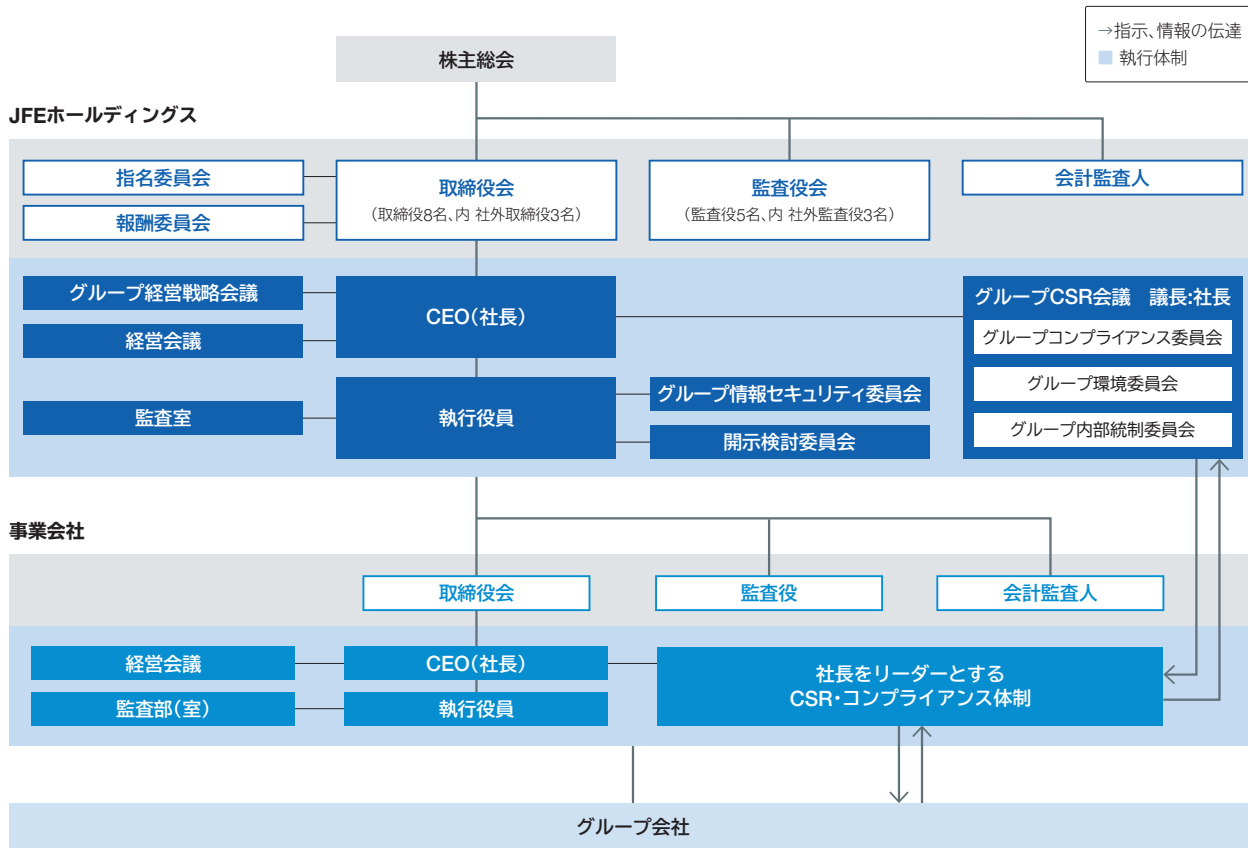 →指示、情報の伝達
執行体制
株主総会
JFEホールディングス
指名委員会
報酬委員会
取締役会
（取締役8名、内 社外取締役3名）
監査役会
（監査役5名、内 社外監査役3名）
会計監査人
グループ経営戦略会議
経営会議
CEO（社長）
グループCSR会議　議長:社長
グループコンプライアンス委員会
グループ環境委員会
グループ内部統制委員会
監査室
執行役員
グループ情報セキュリティ委員会
開示検討委員会
事業会社
取締役会
監査役
会計監査人
経営会議
CEO（社長）
監査部（室）
執行役員
社長をリーダーとする
CSR・コンプライアンス体制
グループ会社